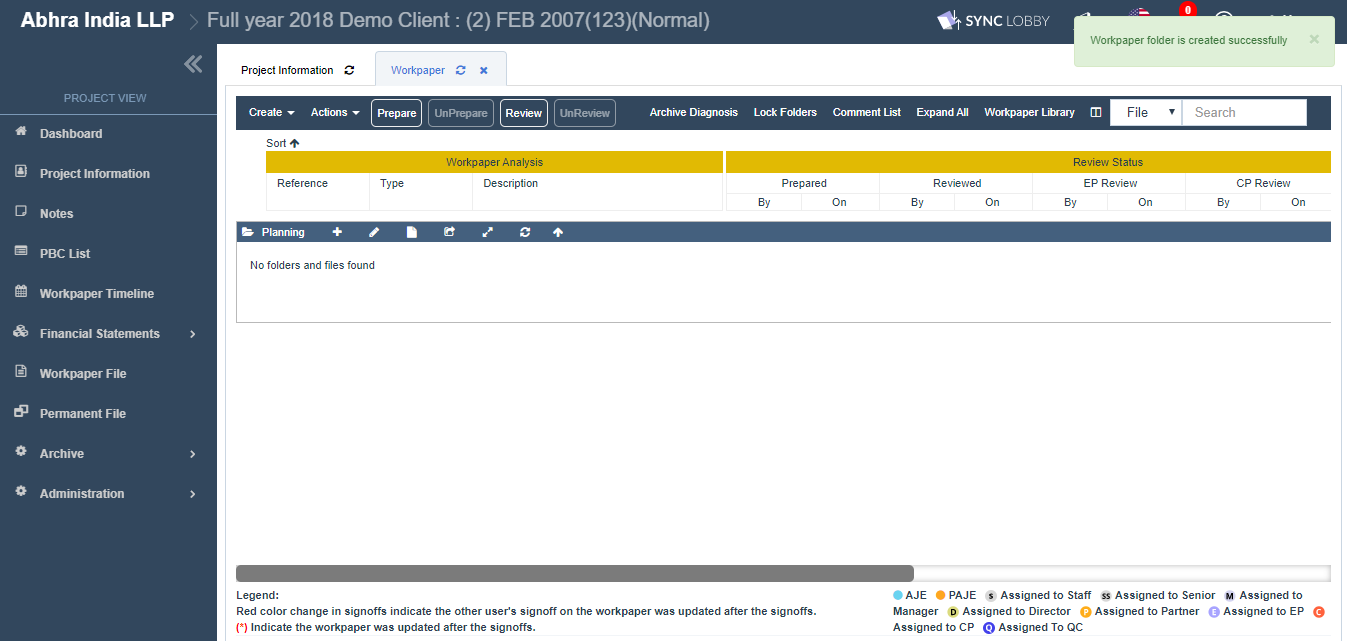 Abhra India LLP Full year 2018 Demo Client : (2) FEB 2007(123)(Normal)
SYNC LOBBY
0
Workpaper folder is created successfully ×
PROJECT VIEW
Dashboard
Project Information
Notes
PBC List
Workpaper Timeline
Financial Statements
Workpaper File
Permanent File
Archive
Administration
Project Information Workpaper
Create Actions Prepare UnPrepare Review UnReview Archive Diagnosis Lock Folders Comment List Expand All Workpaper Library File Search
Sort
Workpaper Analysis Review Status
Reference Type Description Prepared Reviewed EP Review CP Review
By On By On By On By On
Planning
No folders and files found
Legend:
Red color change in signoffs indicate the other user's signoff on the workpaper was updated after the signoffs.
(*) Indicate the workpaper was updated after the signoffs.
AJE PAJE S Assigned to Staff SS Assigned to Senior M Assigned to
Manager D Assigned to Director P Assigned to Partner E Assigned to EP C
Assigned to CP Q Assigned To QC